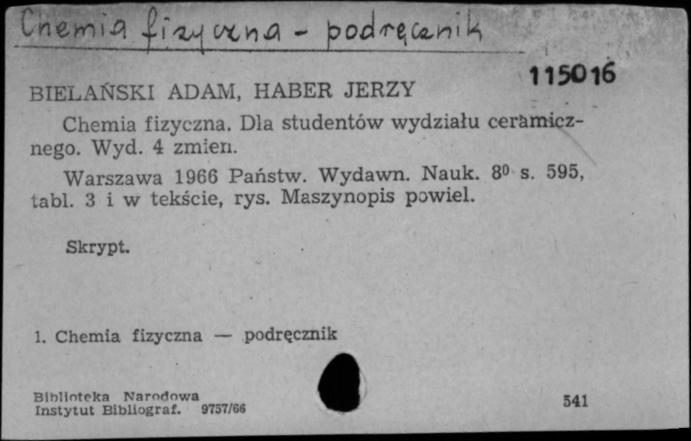 Chemia fizyczna - podręcznik
115016
BIELAŃSKI ADAM, HABER JERZY
Chemia fizyczna. Dla studentów wydziału ceramicz-
nego. Wyd. 4 zmien.
Warszawa 1966 Państw. Wydawn. Nauk. 8⁰ s. 595,
tabl. 3 i w tekście, rys. Maszynopis powiel.
Skrypt.
1. Chemia fizyczna — podręcznik
Biblioteka Narodowa
Instytut Bibliograf. 9757/66
541